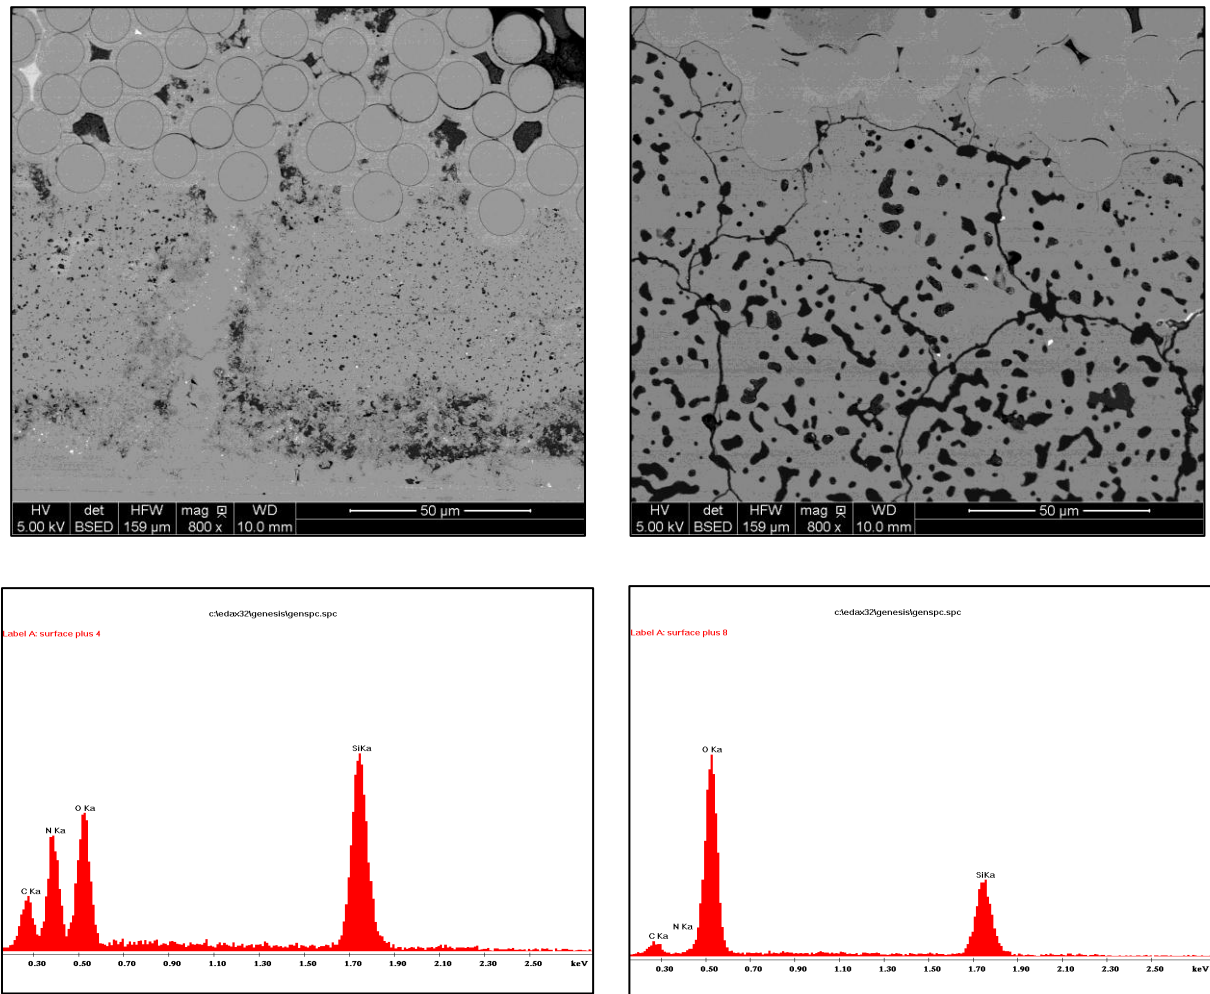 HV det HFW mag WD
5.00 kV BSED 159 µm 800 x 10.0 mm 50 µm
HV det HFW mag WD
5.00 kV BSED 159 µm 800 x 10.0 mm 50 µm
c:\edax32\genesis\genspc.spc
Label A: surface plus 4
SiKa
O Ka
N Ka
C Ka
0.30 0.50 0.70 0.90 1.10 1.30 1.50 1.70 1.90 2.10 2.30 2.50 keV
c:\edax32\genesis\genspc.spc
Label A: surface plus 8
O Ka
SiKa
N Ka
C Ka
0.30 0.50 0.70 0.90 1.10 1.30 1.50 1.70 1.90 2.10 2.30 2.50 keV